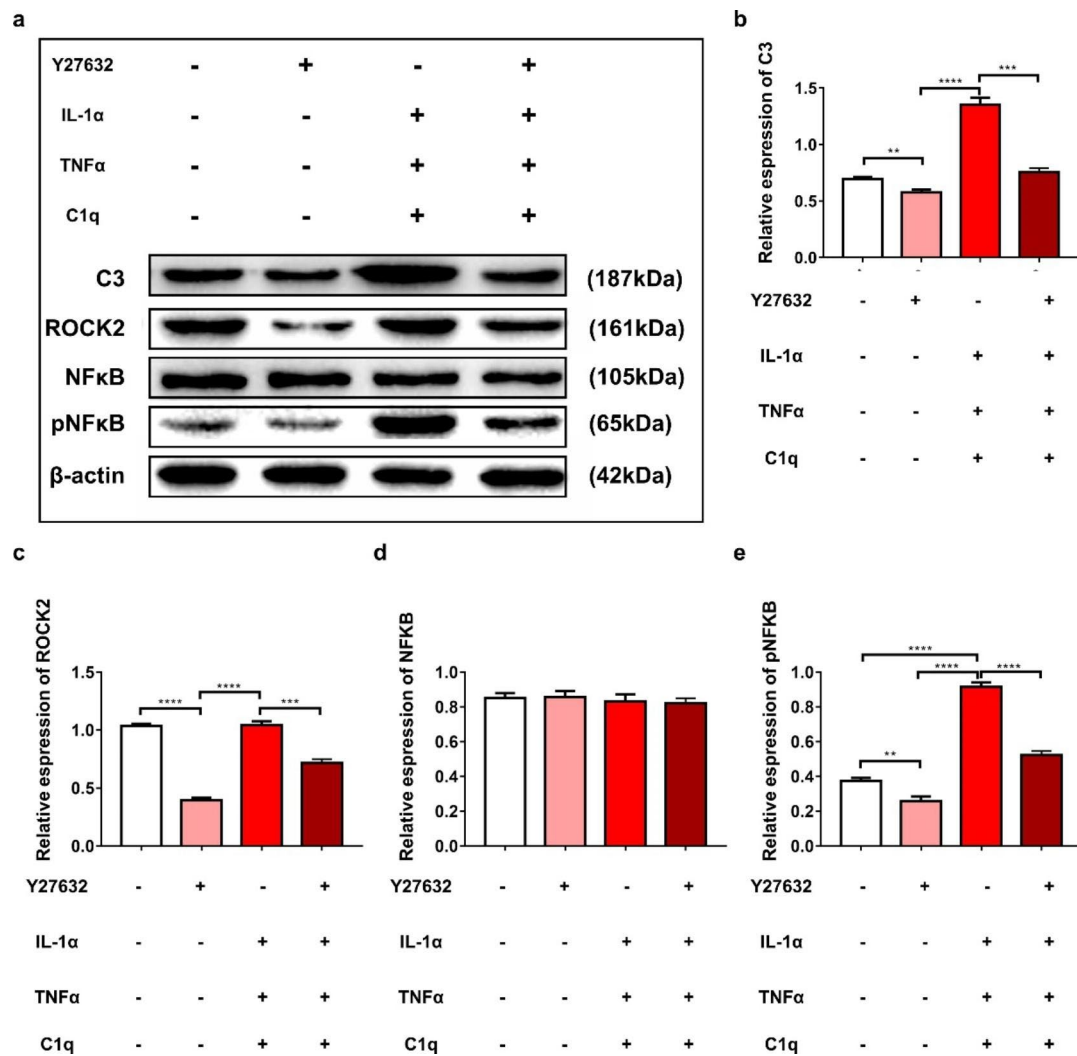 a
Y27632 - + - +
IL-1α - - + +
TNFα - - + +
C1q - - + +
C3 (187kDa)
ROCK2 (161kDa)
NFκB (105kDa)
pNFκB (65kDa)
β-actin (42kDa)
b
Relative espression of C3
1.5
1.0
0.5
0.0
** **** ***
Y27632 - + - +
IL-1α - - + +
TNFα - - + +
C1q - - + +
c
Relative espression of ROCK2
1.5
1.0
0.5
0.0
**** **** ***
Y27632 - + - +
IL-1α - - + +
TNFα - - + +
C1q - - + +
d
Relative espression of NFKB
1.0
0.8
0.6
0.4
0.2
0.0
Y27632 - + - +
IL-1α - - + +
TNFα - - + +
C1q - - + +
e
Relative espression of pNFKB
1.0
0.8
0.6
0.4
0.2
0.0
****
**** ****
**
Y27632 - + - +
IL-1α - - + +
TNFα - - + +
C1q - - + +